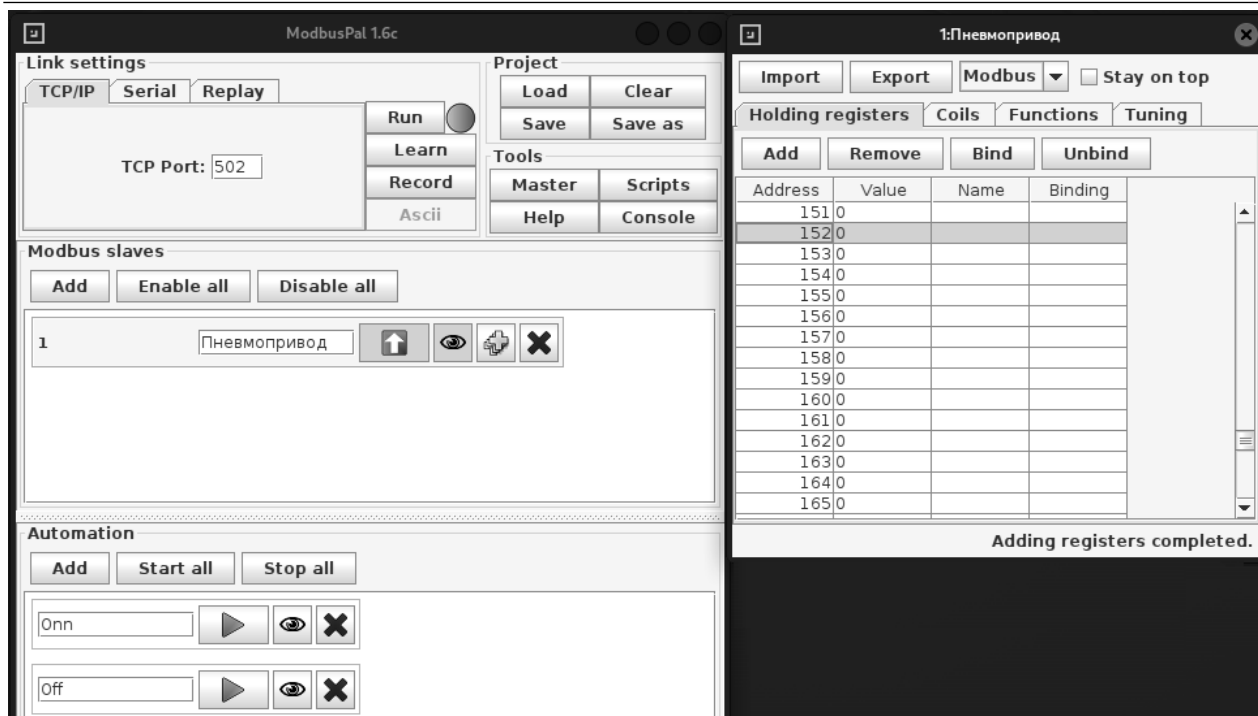 ModbusPal 1.6c
Link settings
TCP/IP Serial Replay
TCP Port: 502
Run
Learn
Record
Ascii
Project
Load Clear
Save Save as
Tools
Master Scripts
Help Console
Modbus slaves
Add Enable all Disable all
1 Пневмопривод
Automation
Add Start all Stop all
Onn
Off
1:Пневмопривод
Import Export Modbus Stay on top
Holding registers Coils Functions Tuning
Add Remove Bind Unbind
Address Value Name Binding
151 0
152 0
153 0
154 0
155 0
156 0
157 0
158 0
159 0
160 0
161 0
162 0
163 0
164 0
165 0
Adding registers completed.